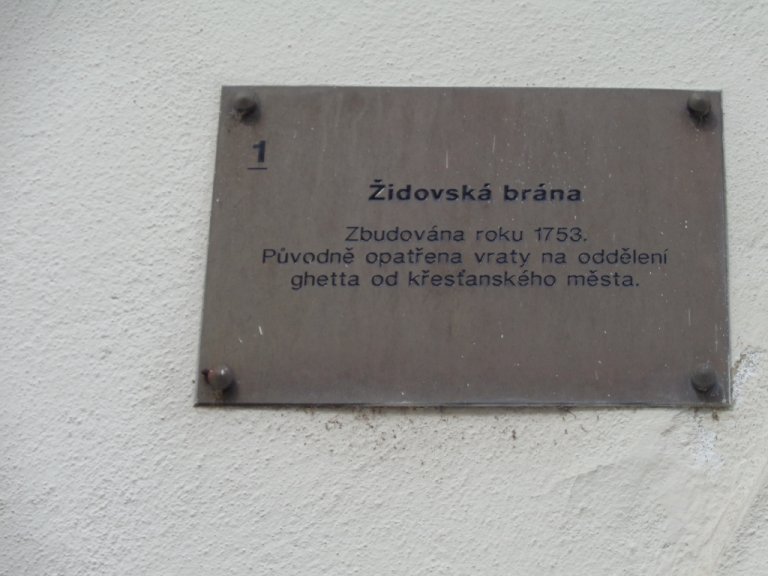 1
Židovská brána
Zbudována roku 1753.
Původně opatřena vraty na oddělení
ghetta od křesťanského města.